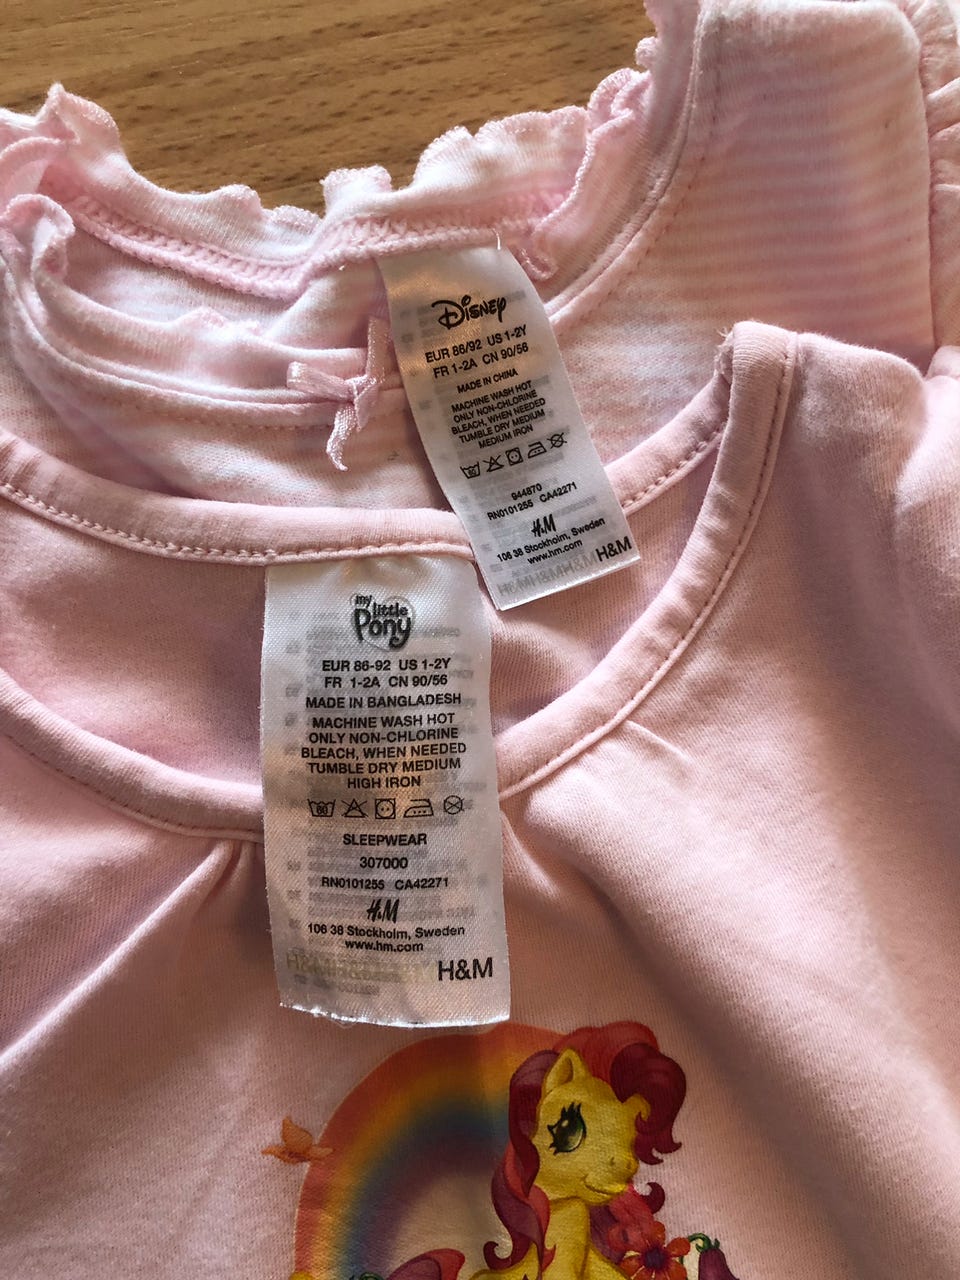 Disney
EUR 86/92 US 1-2Y
FR 1-2A CN 90/56
MADE IN CHINA
MACHINE WASH HOT
ONLY NON-CHLORINE
BLEACH, WHEN NEEDED
TUMBLE DRY MEDIUM
MEDIUM IRON
60
944870
RN0101255 CA42271
H&M
106 38 Stockholm, Sweden
www.hm.com
H&M H&M H&M H&M
my
little
Pony
EUR 86-92 US 1-2Y
FR 1-2A CN 90/56
MADE IN BANGLADESH
MACHINE WASH HOT
ONLY NON-CHLORINE
BLEACH, WHEN NEEDED
TUMBLE DRY MEDIUM
HIGH IRON
60
SLEEPWEAR
307000
RN0101255 CA42271
H&M
106 38 Stockholm, Sweden
www.hm.com
H&M